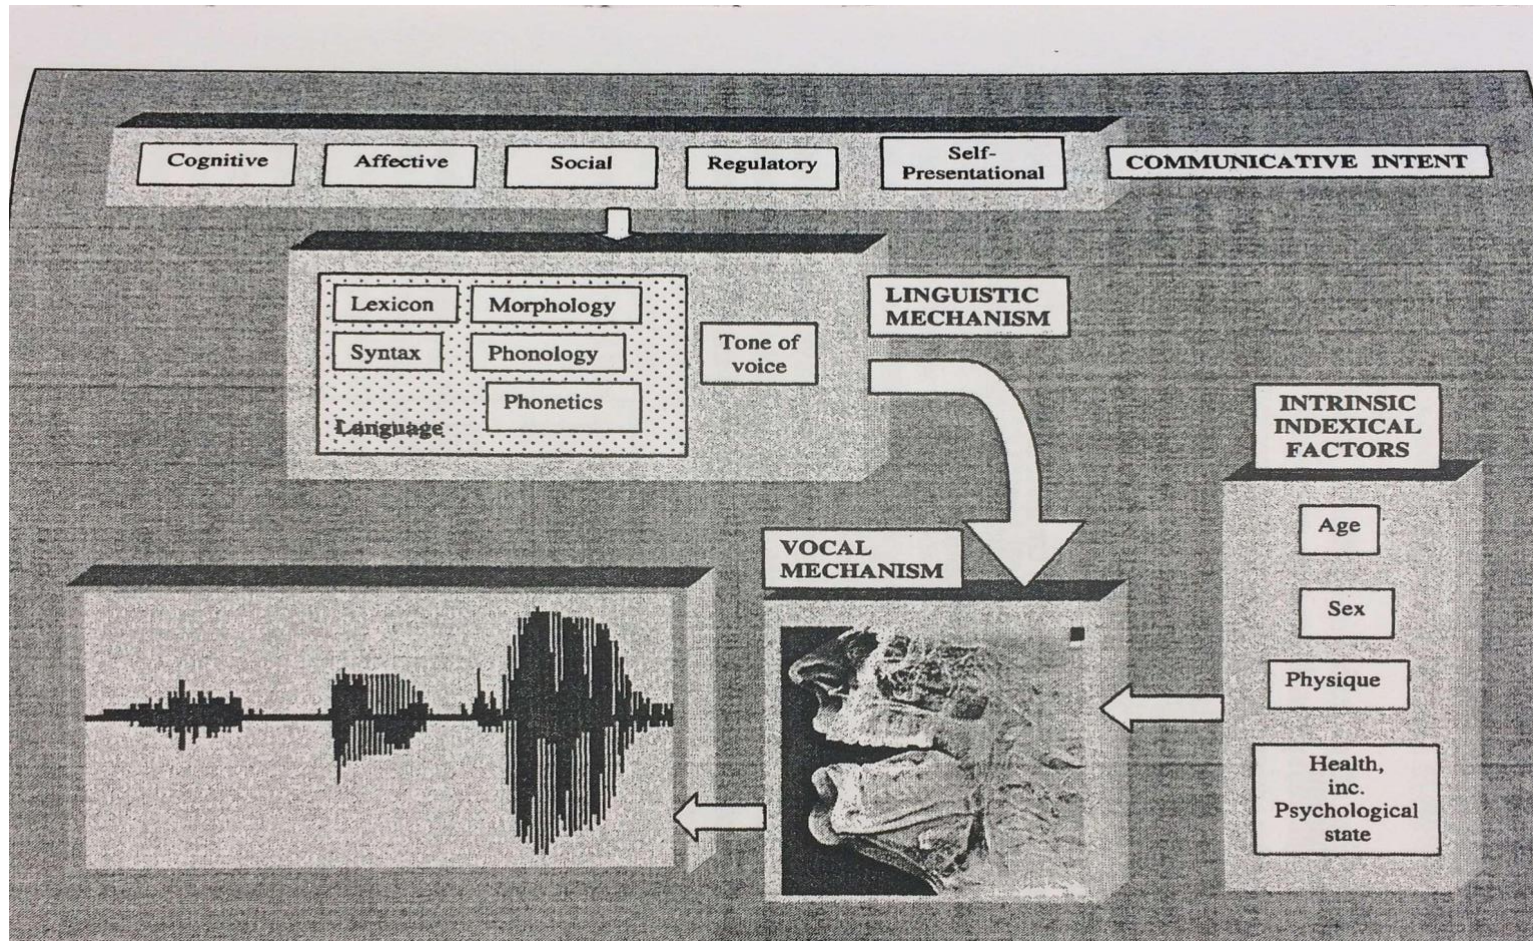 Cognitive
Affective
Social
Regulatory
Self-
Presentational
COMMUNICATIVE INTENT
Lexicon
Morphology
Syntax
Phonology
Phonetics
Language
Tone of
voice
LINGUISTIC
MECHANISM
INTRINSIC
INDEXICAL
FACTORS
Age
Sex
Physique
Health,
inc.
Psychological
state
VOCAL
MECHANISM